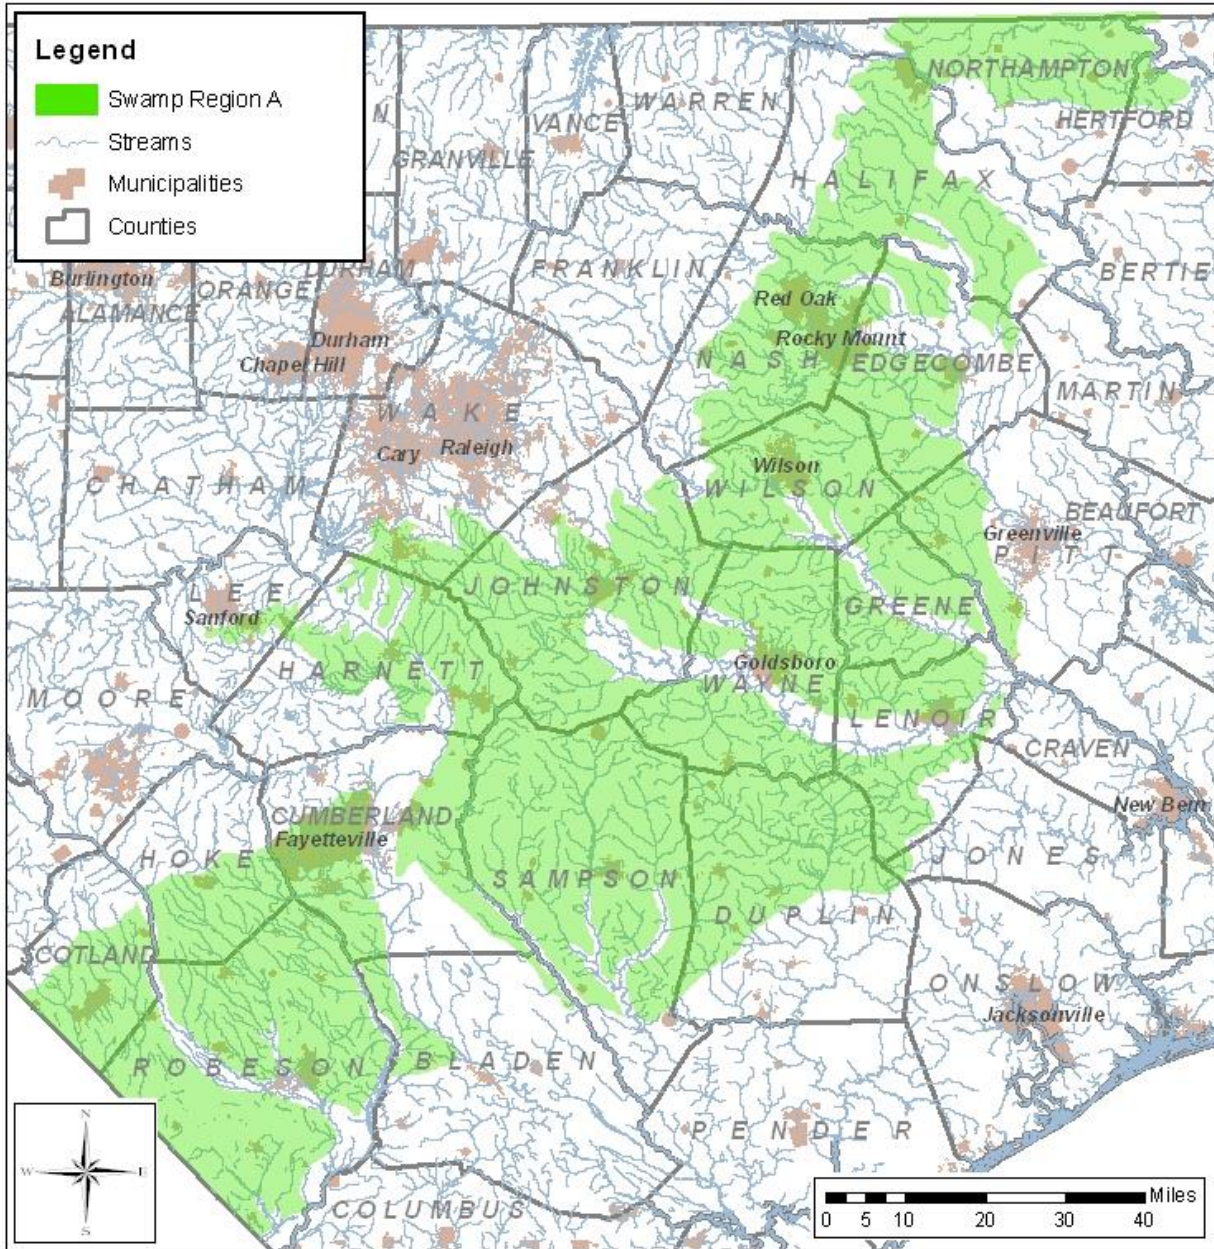 Legend
Swamp Region A
Streams
Municipalities
Counties
N
NORTHAMPTON
WARREN
VANCE
HERTFORD
GRANVILLE
HALIFAX
DURHAM
FRANKLIN
BERTIE
Burlington
ORANGE
ALAMANCE
Red Oak
Durham
Rocky Mount
Chapel Hill
NASH
EDGECOMBE
MARTIN
WAKE
Cary
Raleigh
Wilson
WILSON
CHATHAM
BEAUFORT
Greenville
PITT
JOHNSTON
LEE
GREENE
Sanford
HARNETT
Goldsboro
WAYNE
MOORE
LENOIR
CRAVEN
New Bern
CUMBERLAND
Fayetteville
HOKE
JONES
SAMPSON
DUPLIN
SCOTLAND
ONSLOW
Jacksonville
ROBESON
BLADEN
PENDER
COLUMBUS
N
W E
S
Miles
0 5 10 20 30 40